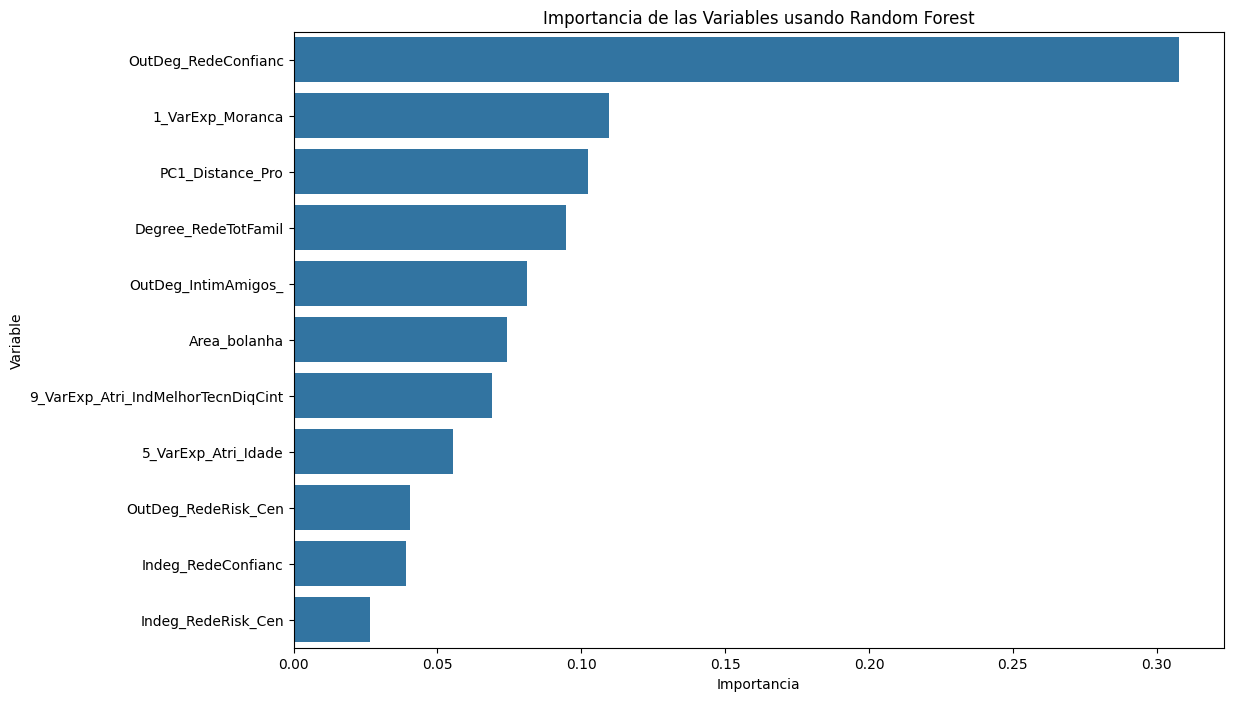 Importancia de las Variables usando Random Forest
OutDeg_RedeConfianc
1_VarExp_Moranca
PC1_Distance_Pro
Degree_RedeTotFamil
OutDeg_IntimAmigos_
Area_bolanha
9_VarExp_Atri_IndMelhorTecnDiqCint
5_VarExp_Atri_Idade
OutDeg_RedeRisk_Cen
Indeg_RedeConfianc
Indeg_RedeRisk_Cen
Variable
0.00 0.05 0.10 0.15 0.20 0.25 0.30
Importancia